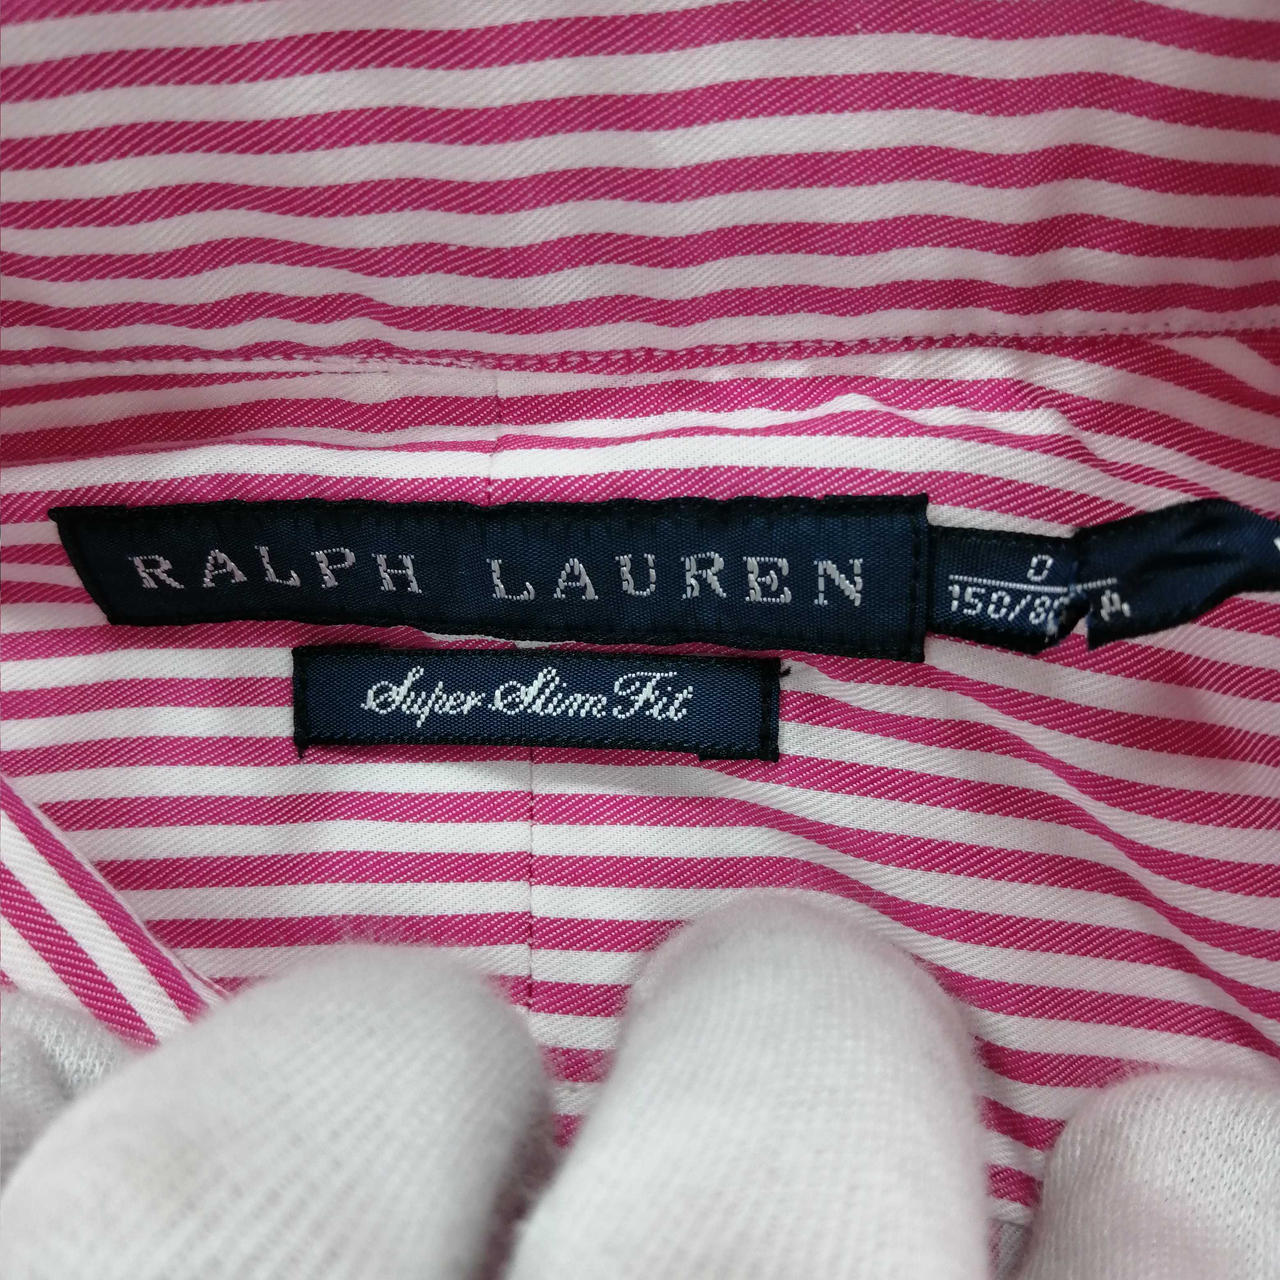 RALPH LAUREN
0
Super Slim Fit